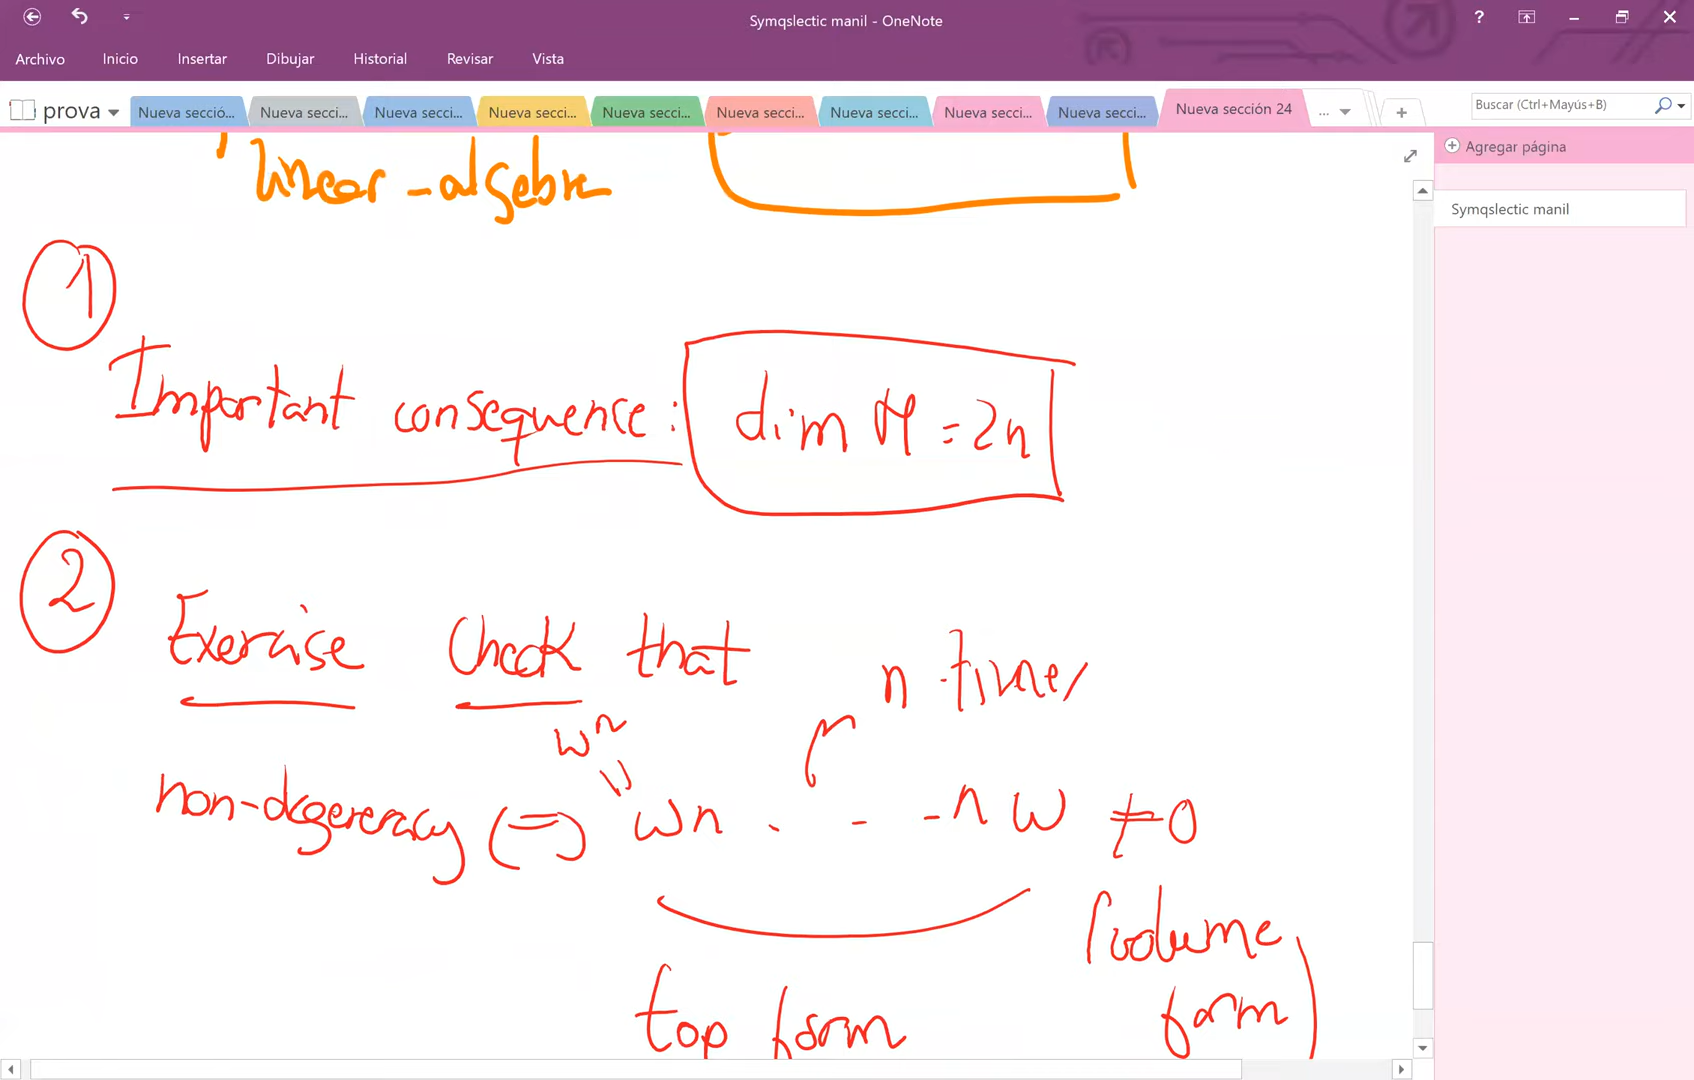 Symqslectic manil - OneNote
?
Archivo Inicio Insertar Dibujar Historial Revisar Vista
prova Nueva secció... Nueva secci... Nueva secci... Nueva secci... Nueva secci... Nueva secci... Nueva secci... Nueva secci... Nueva secci... Nueva sección 24 ... + Buscar (Ctrl+Mayús+B)
Agregar página
Symqslectic manil
linear-algebra
1
Important consequence: dim M = 2n
2
Exercise Check that
n-times
ω^n
=
non-degeneracy (=) ω ∧ . - - ∧ ω ≠ 0
(volume
form)
top form